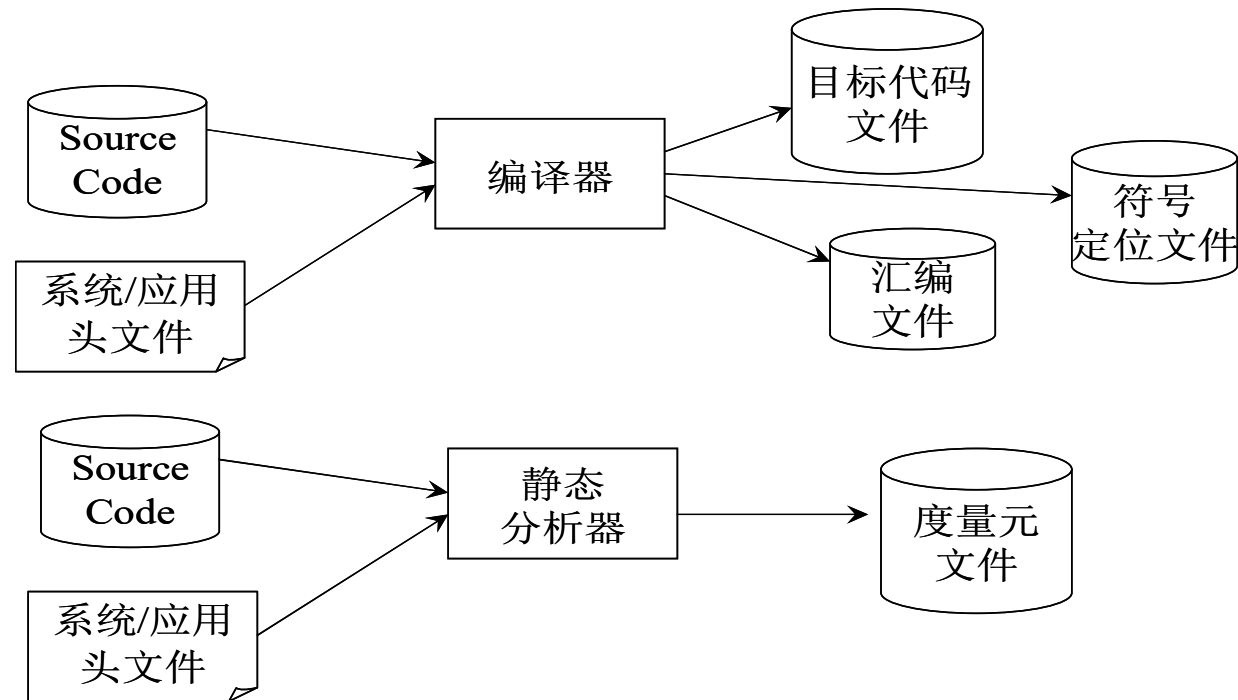 Source
Code
系统/应用
头文件
编译器
目标代码
文件
符号
定位文件
汇编
文件
Source
Code
系统/应用
头文件
静态
分析器
度量元
文件